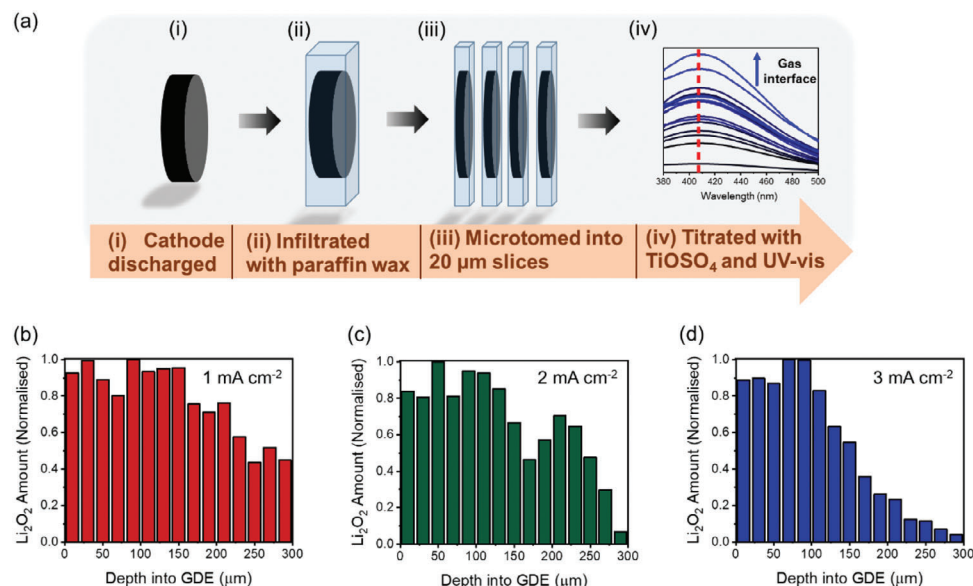 (a)
(i)
(ii)
(iii)
(iv)
Gas
interface
380 400 420 440 460 480 500
Wavelength (nm)
(i) Cathode
discharged
(ii) Infiltrated
with paraffin wax
(iii) Microtomed into
20 µm slices
(iv) Titrated with
TiOSO₄ and UV-vis
(b)
1 mA cm⁻²
Li₂O₂ Amount (Normalised)
1.0
0.8
0.6
0.4
0.2
0.0
0 50 100 150 200 250 300
Depth into GDE (µm)
(c)
2 mA cm⁻²
Li₂O₂ Amount (Normalised)
1.0
0.8
0.6
0.4
0.2
0.0
0 50 100 150 200 250 300
Depth into GDE (µm)
(d)
3 mA cm⁻²
Li₂O₂ Amount (Normalised)
1.0
0.8
0.6
0.4
0.2
0.0
0 50 100 150 200 250 300
Depth into GDE (µm)